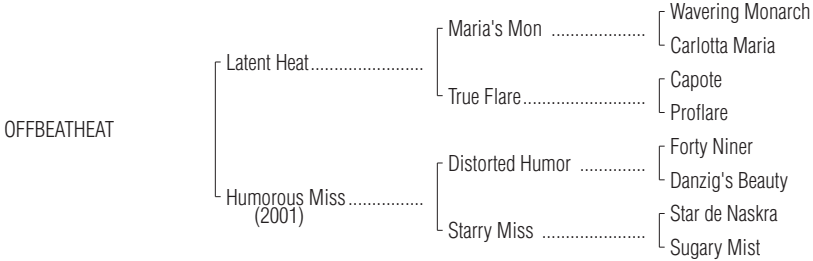 Wavering Monarch
Maria's Mon ......................
Carlotta Maria
Latent Heat..........................
Capote
True Flare............................
Proflare
OFFBEATHEAT
Forty Niner
Distorted Humor ...............
Danzig's Beauty
Humorous Miss.................
(2001)
Star de Naskra
Starry Miss ........................
Sugary Mist